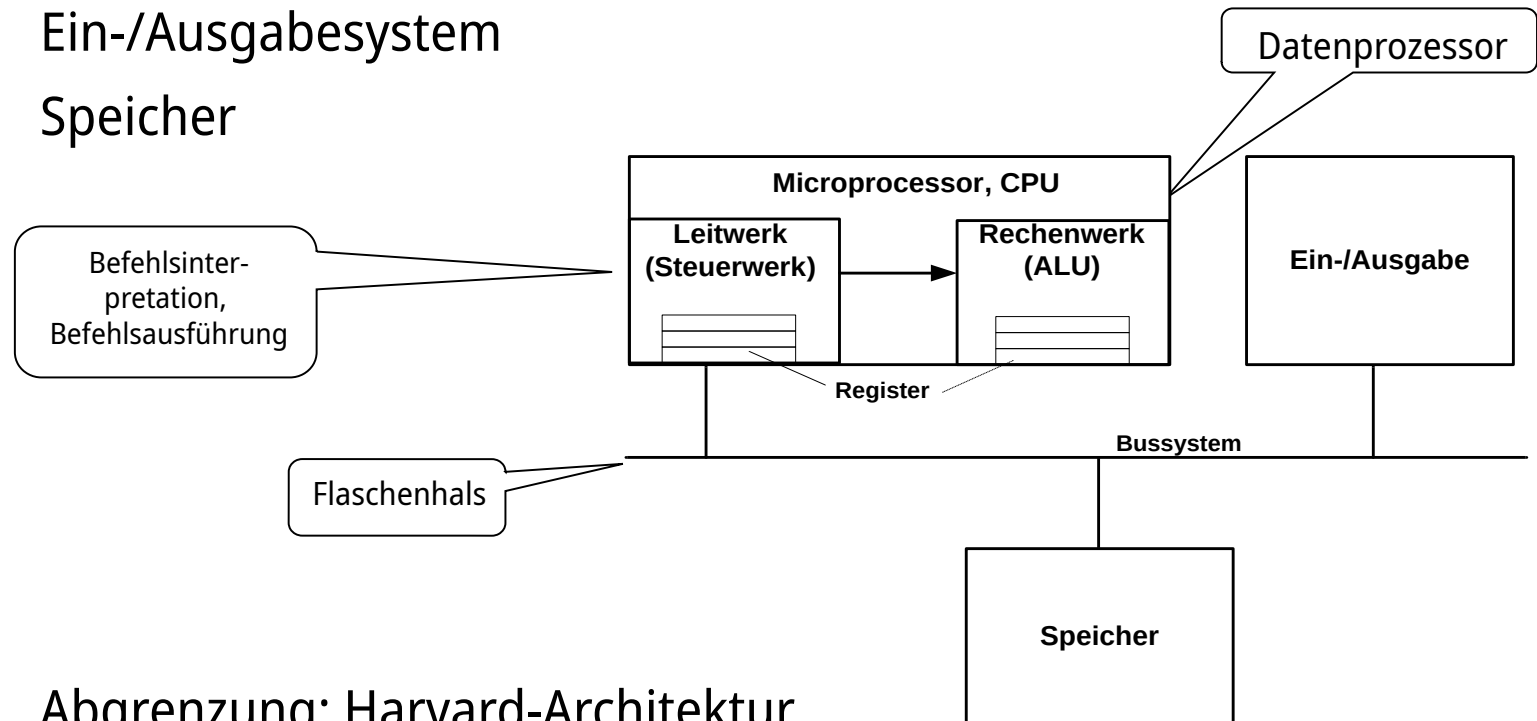 Ein-/Ausgabesystem
Speicher
Datenprozessor
Microprocessor, CPU
Leitwerk
(Steuerwerk)
Rechenwerk
(ALU)
Ein-/Ausgabe
Befehlsinter-
pretation,
Befehlsausführung
Register
Bussystem
Flaschenhals
Speicher
Abgrenzung: Harvard-Architektur